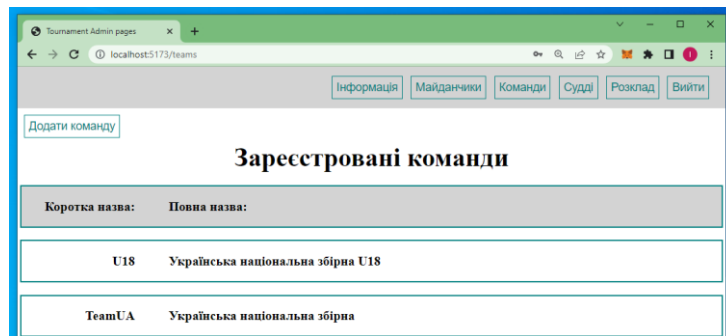 Tournament Admin pages
localhost:5173/teams
Інформація Майданчики Команди Судді Розклад Вийти
Додати команду
Зареєстровані команди
Коротка назва: Повна назва:
U18 Українська національна збірна U18
TeamUA Українська національна збірна